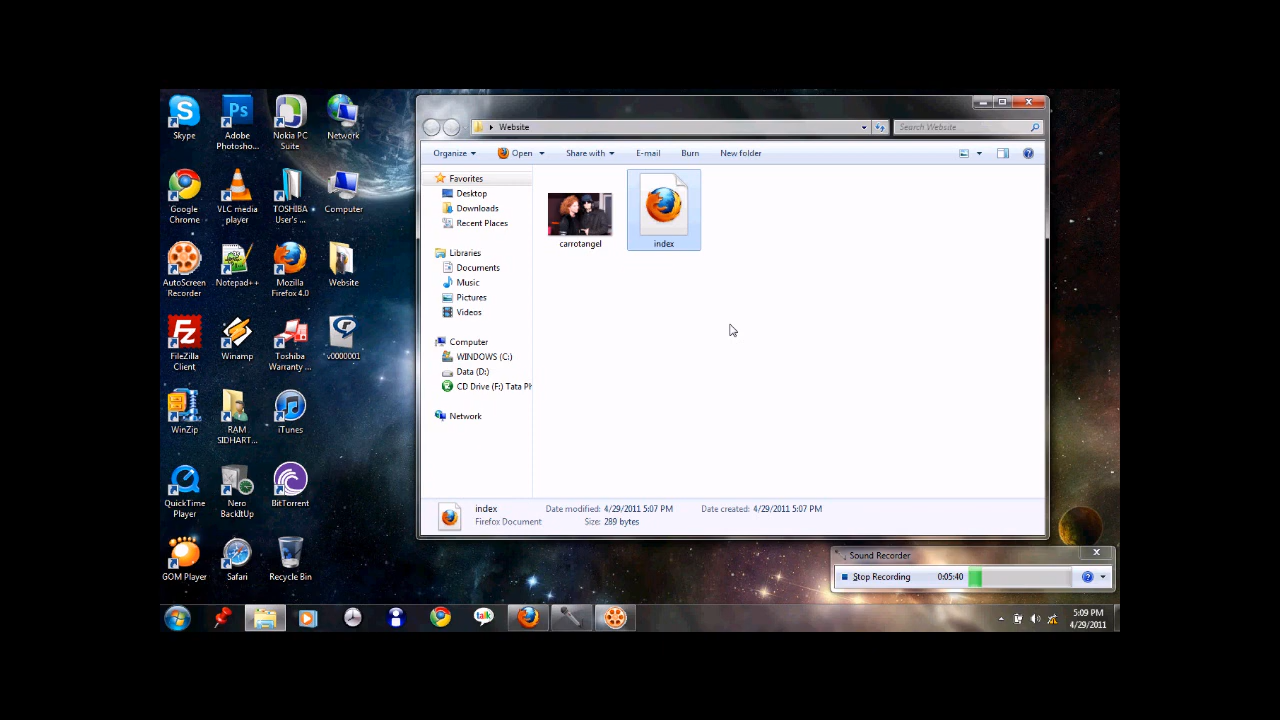 Skype
Adobe
Photosho...
Nokia PC
Suite
Network
Google
Chrome
VLC media
player
TOSHIBA
User's ...
Computer
AutoScreen
Recorder
Notepad++
Mozilla
Firefox 4.0
Website
FileZilla
Client
Winamp
Toshiba
Warranty ...
v0000001
WinZip
RAM
SIDHART...
iTunes
QuickTime
Player
Nero
BackItUp
BitTorrent
GOM Player
Safari
Recycle Bin
Website
Search Website
Organize
Open
Share with
E-mail
Burn
New folder
Favorites
Desktop
Downloads
Recent Places
Libraries
Documents
Music
Pictures
Videos
Computer
WINDOWS (C:)
Data (D:)
CD Drive (F:) Tata Ph
Network
carrotangel
index
index
Date modified: 4/29/2011 5:07 PM
Date created: 4/29/2011 5:07 PM
Firefox Document
Size: 289 bytes
Sound Recorder
Stop Recording
0:05:40
talk
5:09 PM
4/29/2011